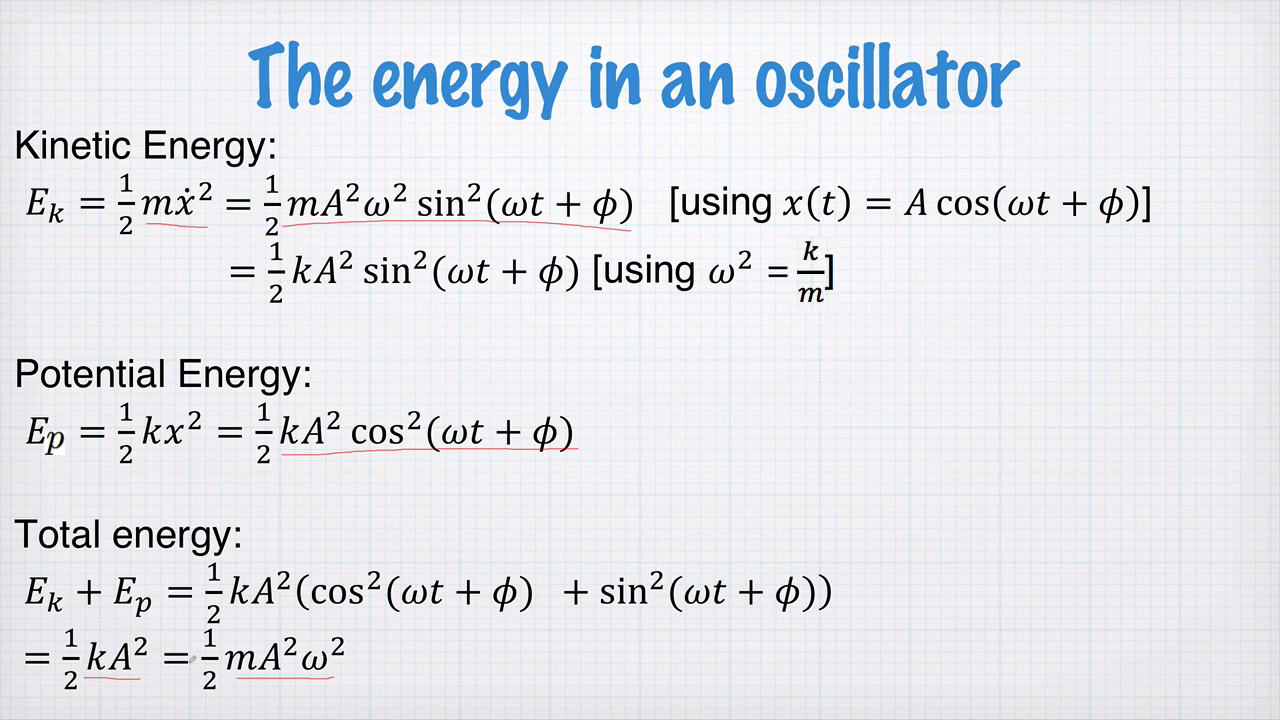 The energy in an oscillator
Kinetic Energy:
E_k = 1/2 mẋ² = 1/2 mA²ω² sin²(ωt + ϕ) [using x(t) = A cos(ωt + ϕ)]
= 1/2 kA² sin²(ωt + ϕ) [using ω² = k/m]
Potential Energy:
E_p = 1/2 kx² = 1/2 kA² cos²(ωt + ϕ)
Total energy:
E_k + E_p = 1/2 kA²(cos²(ωt + ϕ) + sin²(ωt + ϕ))
= 1/2 kA² = 1/2 mA²ω²